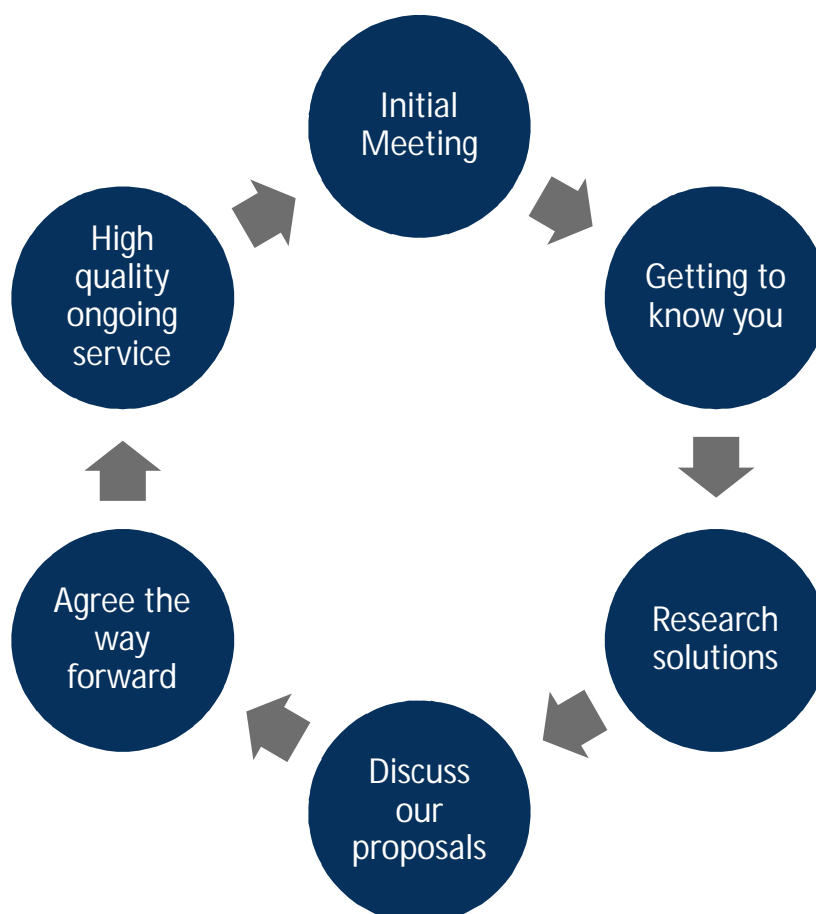 Initial
Meeting
Getting to
know you
Research
solutions
Discuss
our
proposals
Agree the
way
forward
High
quality
ongoing
service